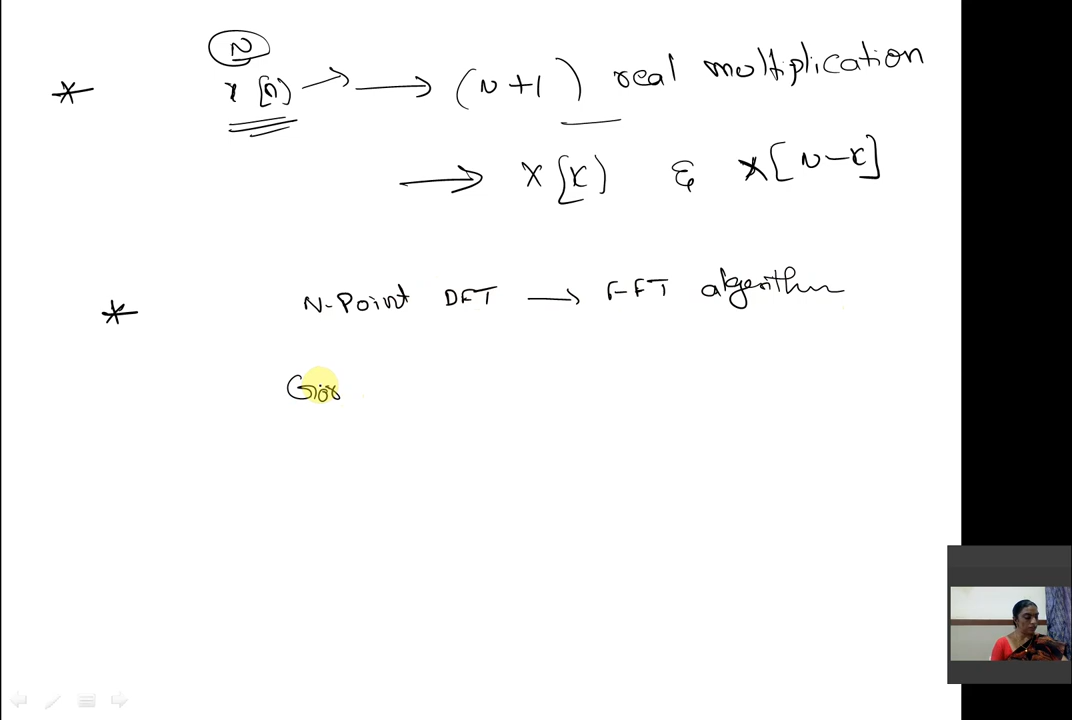 N
* x[n] → → (N+1) real multiplication
→ X[K] & X[N-K]
* N-Point DFT → FFT algorithm